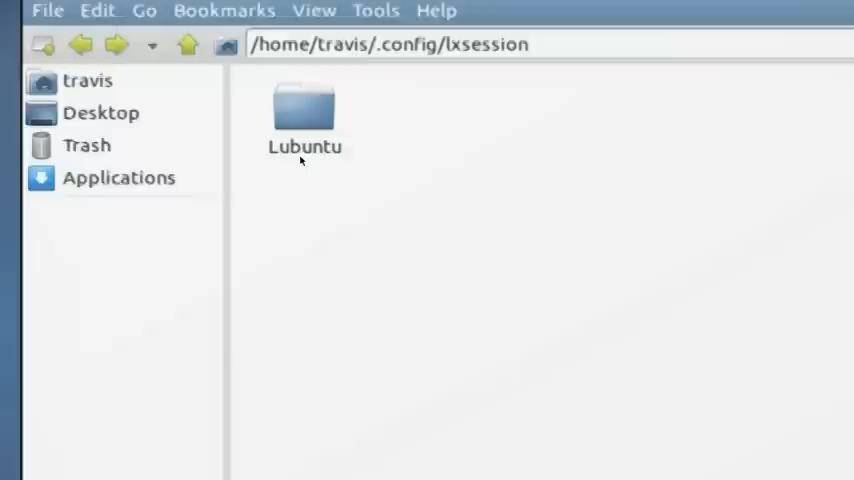 File Edit Go Bookmarks View Tools Help
/home/travis/.config/lxsession
travis
Desktop
Trash
Applications
Lubuntu